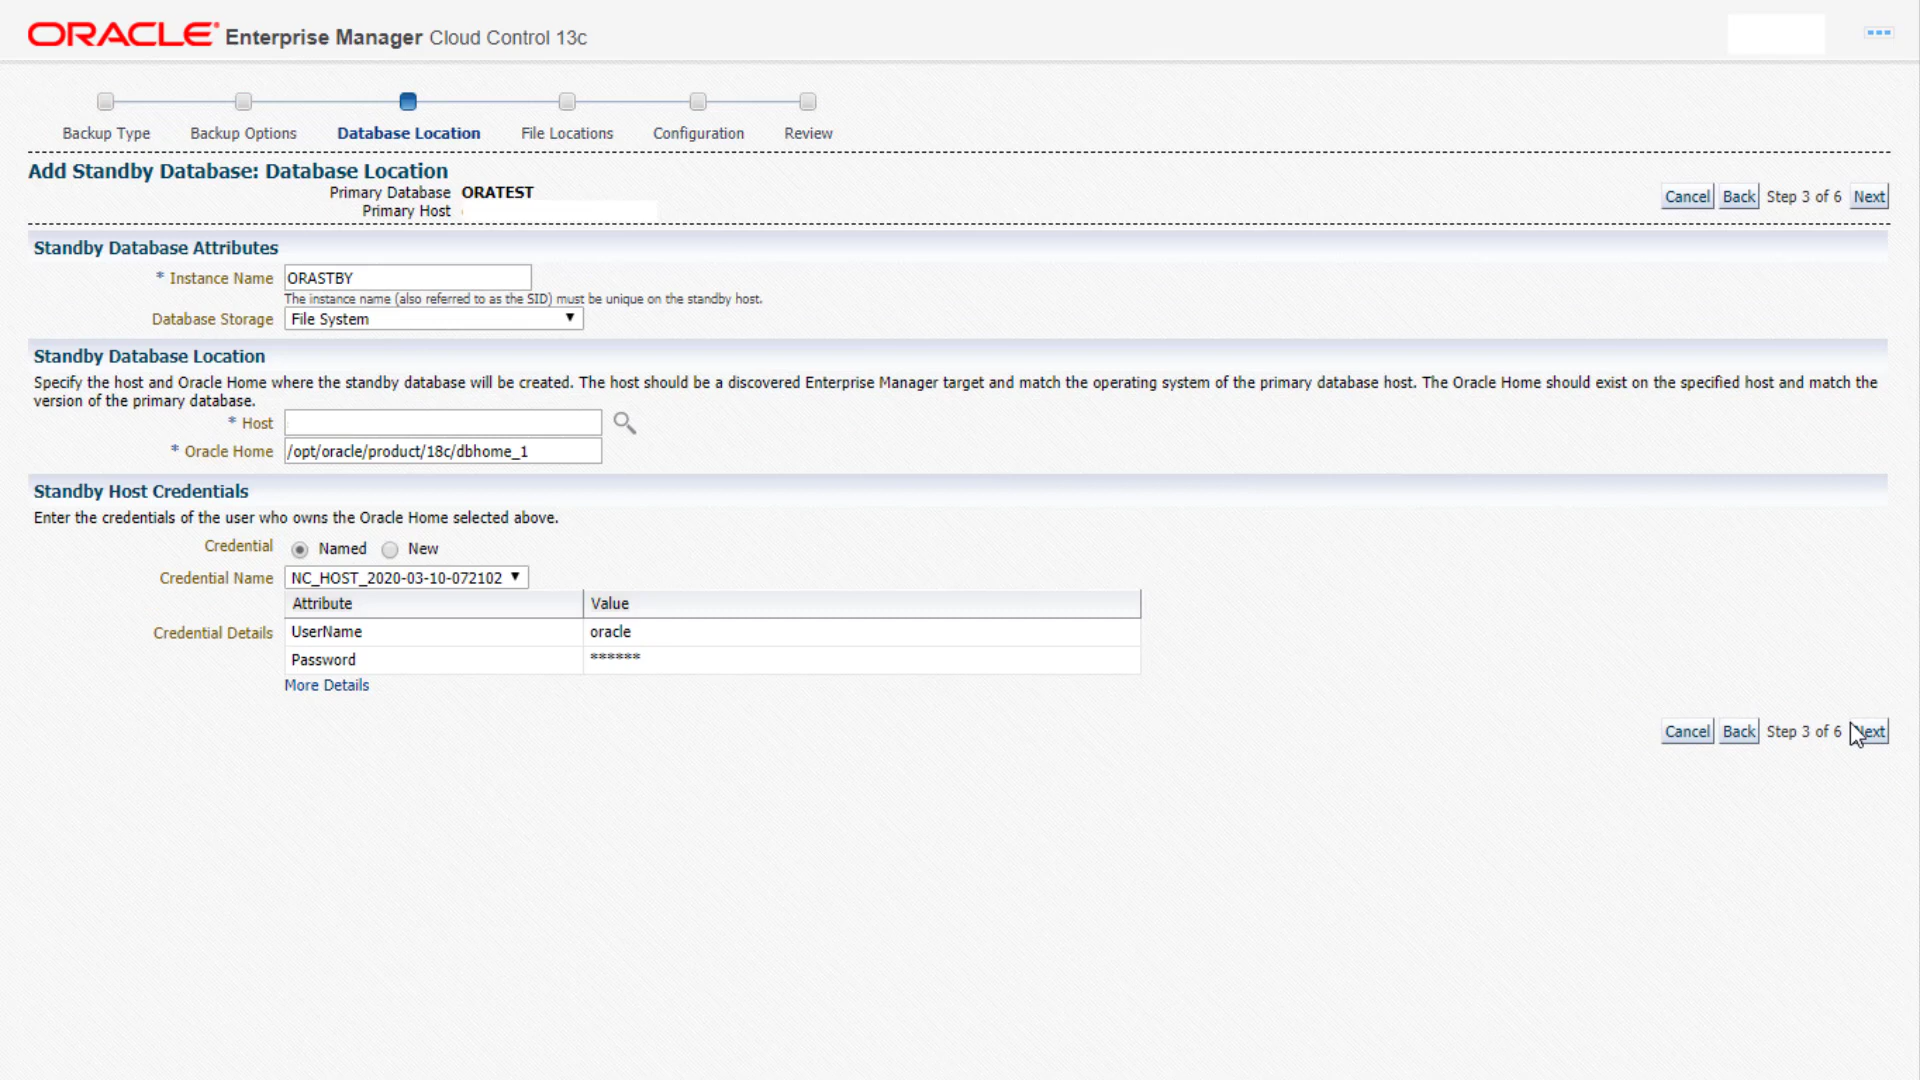 ORACLE Enterprise Manager Cloud Control 13c
Backup Type Backup Options Database Location File Locations Configuration Review
Add Standby Database: Database Location
Primary Database ORATEST
Primary Host
Cancel Back Step 3 of 6 Next
Standby Database Attributes
* Instance Name ORASTBY
The instance name (also referred to as the SID) must be unique on the standby host.
Database Storage File System
Standby Database Location
Specify the host and Oracle Home where the standby database will be created. The host should be a discovered Enterprise Manager target and match the operating system of the primary database host. The Oracle Home should exist on the specified host and match the
version of the primary database.
* Host
* Oracle Home /opt/oracle/product/18c/dbhome_1
Standby Host Credentials
Enter the credentials of the user who owns the Oracle Home selected above.
Credential Named New
Credential Name NC_HOST_2020-03-10-072102
Attribute Value
Credential Details UserName oracle
Password ******
More Details
Cancel Back Step 3 of 6 Next